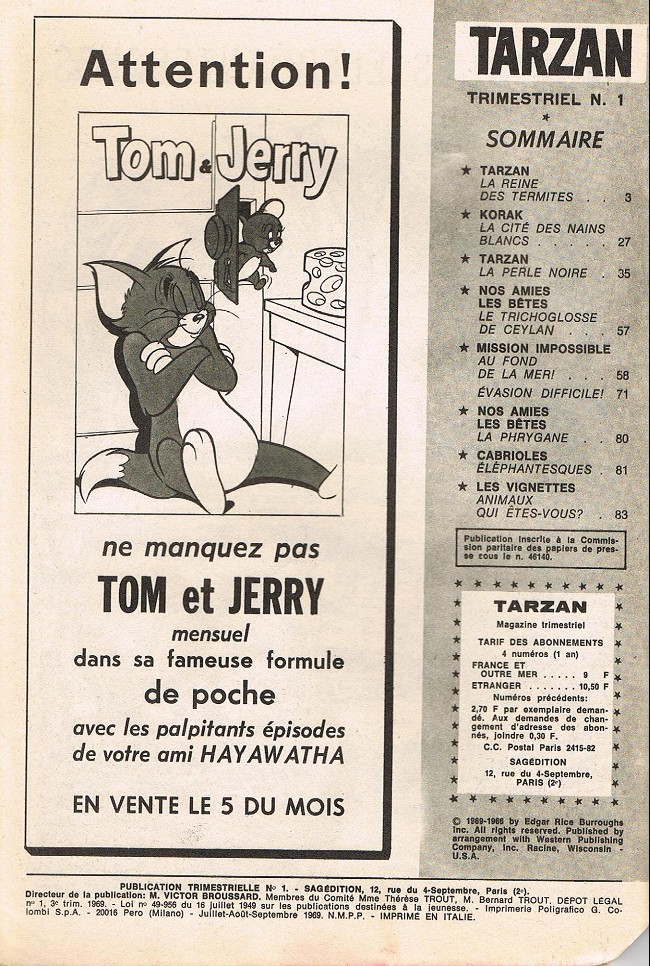 Attention!
Tom & Jerry
ne manquez pas
TOM et JERRY
mensuel
dans sa fameuse formule
de poche
avec les palpitants épisodes
de votre ami HAYAWATHA
EN VENTE LE 5 DU MOIS
TARZAN
TRIMESTRIEL N. 1
★
SOMMAIRE
★ TARZAN
LA REINE
DES TERMITES . . 3
★ KORAK
LA CITÉ DES NAINS
BLANCS . . . . . 27
★ TARZAN
LA PERLE NOIRE . 35
★ NOS AMIES
LES BÊTES
LE TRICHOGLOSSE
DE CEYLAN . . . 57
★ MISSION IMPOSSIBLE
AU FOND
DE LA MER! . . . 58
ÉVASION DIFFICILE! 71
★ NOS AMIES
LES BÊTES
LA PHRYGANE . . 80
★ CABRIOLES
ÉLÉPHANTESQUES . 81
★ LES VIGNETTES
ANIMAUX
QUI ÊTES-VOUS? . 83
Publication inscrite à la Commis-
sion paritaire des papiers de pres-
se sous le n. 46140.
TARZAN
Magazine trimestriel
TARIF DES ABONNEMENTS
4 numéros (1 an)
FRANCE ET
OUTRE MER ..... 9 F
ETRANGER ....... 10,50 F
Numéros précédents:
2,70 F par exemplaire deman-
dé. Aux demandes de chan-
gement d'adresse des abon-
nés, joindre 0,30 F.
C.C. Postal Paris 2415-82
SAGÉDITION
12, rue du 4-Septembre,
PARIS (2e)
© 1969-1966 by Edgar Rice Burroughs
Inc. All rights reserved. Published by
arrangement with Western Publishing
Company, Inc. Racine, Wisconsin -
U.S.A.
PUBLICATION TRIMESTRIELLE No 1. - SAGÉDITION, 12, rue du 4-Septembre, Paris (2e).
Directeur de la publication: M. VICTOR BROUSSARD. Membres du Comité Mme Thérèse TROUT, M. Bernard TROUT. DÉPOT LÉGAL
no 1, 3e trim. 1969. - Loi no 49-956 du 16 juillet 1949 sur les publications destinées à la jeunesse. - Imprimerie Poligrafico G. Co-
lombi S.p.A. - 20016 Pero (Milano) - Juillet-Août-Septembre 1969. N.M.P.P. - IMPRIMÉ EN ITALIE.